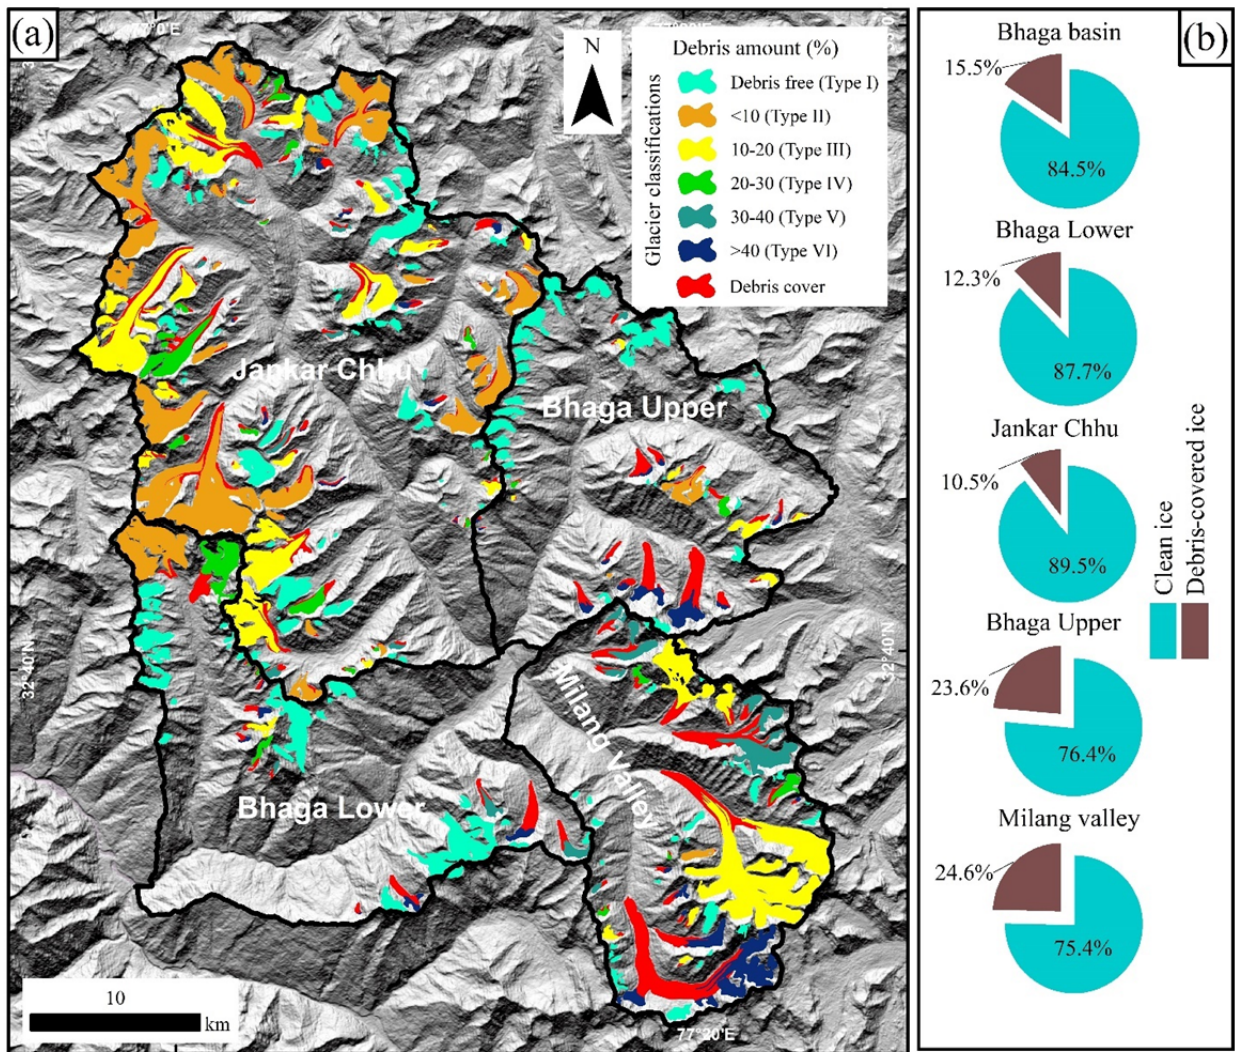 (a)
7°0'E
N
Debris amount (%)
Glacier classifications
Debris free (Type I)
<10 (Type II)
10-20 (Type III)
20-30 (Type IV)
30-40 (Type V)
>40 (Type VI)
Debris cover
Jankar Chhu
Bhaga Upper
32°40'N
32°40'N
Milang Valley
Bhaga Lower
10
km
77°20'E
(b)
Bhaga basin
15.5%
84.5%
Bhaga Lower
12.3%
87.7%
Jankar Chhu
10.5%
89.5%
Clean ice
Debris-covered ice
Bhaga Upper
23.6%
76.4%
Milang valley
24.6%
75.4%